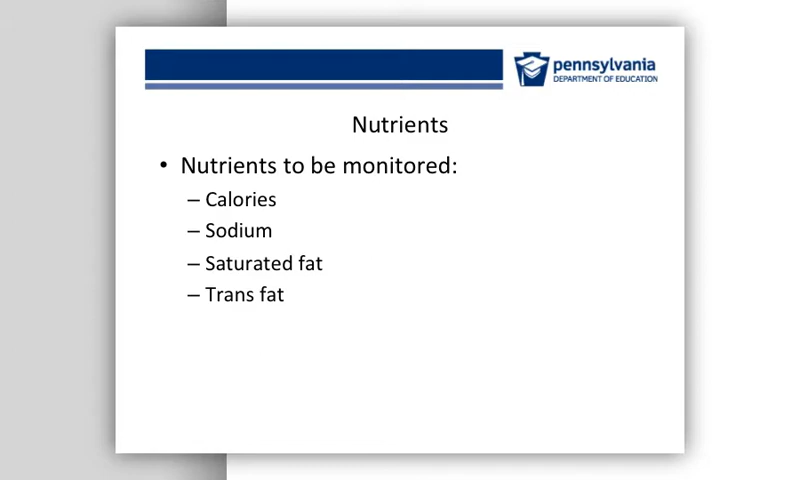 pennsylvania
DEPARTMENT OF EDUCATION
Nutrients
• Nutrients to be monitored:
– Calories
– Sodium
– Saturated fat
– Trans fat